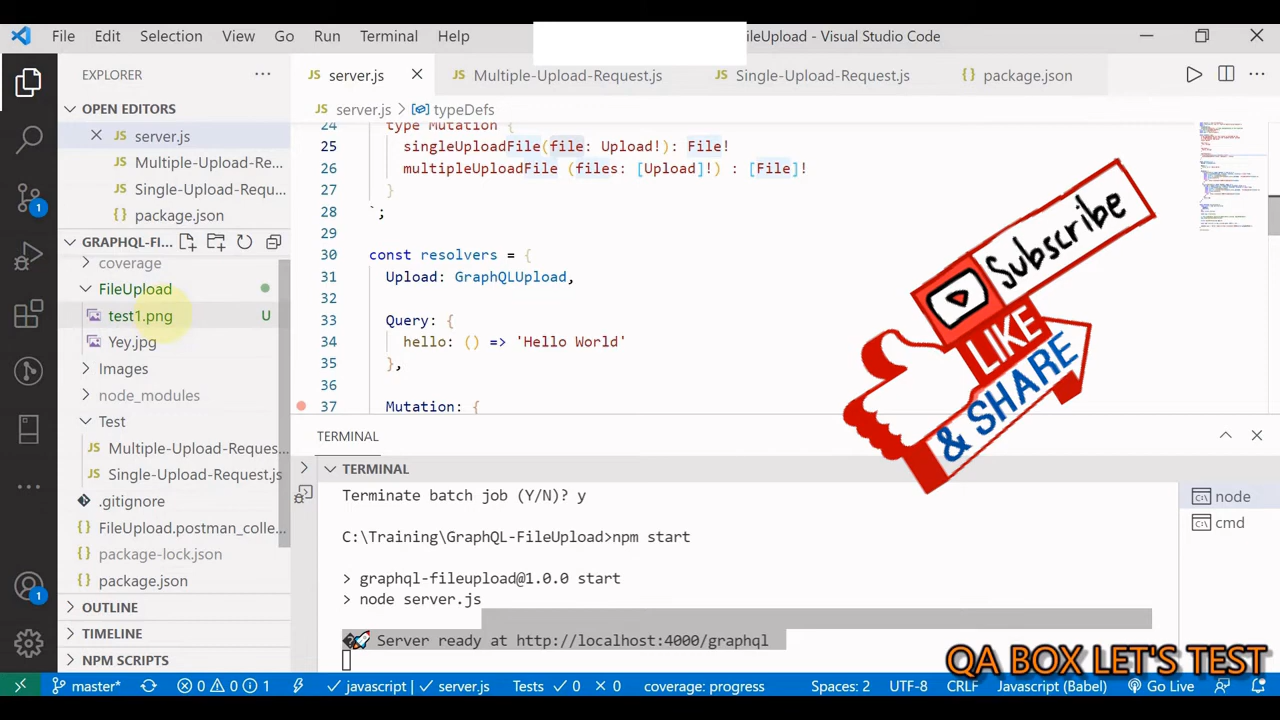 File Edit Selection View Go Run Terminal Help
ileUpload - Visual Studio Code
EXPLORER
OPEN EDITORS
JS server.js
JS Multiple-Upload-Re...
JS Single-Upload-Requ...
{} package.json
GRAPHQL-FI...
coverage
FileUpload
test1.png U
Yey.jpg
Images
node_modules
Test
JS Multiple-Upload-Reques...
JS Single-Upload-Request.js
.gitignore
{} FileUpload.postman_colle...
{} package-lock.json
{} package.json
OUTLINE
TIMELINE
NPM SCRIPTS
1
1
JS server.js JS Multiple-Upload-Request.js JS Single-Upload-Request.js {} package.json
JS server.js > typeDefs
24 type Mutation {
25 singleUploadFile(file: Upload!): File!
26 multipleUploadFile (files: [Upload]!) : [File]!
27 }
28 `;
29
30 const resolvers = {
31 Upload: GraphQLUpload,
32
33 Query: {
34 hello: () => 'Hello World'
35 },
36
37 Mutation: {
Subscribe
LIKE
& SHARE
TERMINAL
TERMINAL
Terminate batch job (Y/N)? y
C:\Training\GraphQL-FileUpload>npm start
> graphql-fileupload@1.0.0 start
> node server.js
�🚀 Server ready at http://localhost:4000/graphql
node
cmd
QA BOX LET'S TEST
master* 0 0 1 javascript | server.js Tests 0 0 coverage: progress Spaces: 2 UTF-8 CRLF Javascript (Babel) Go Live